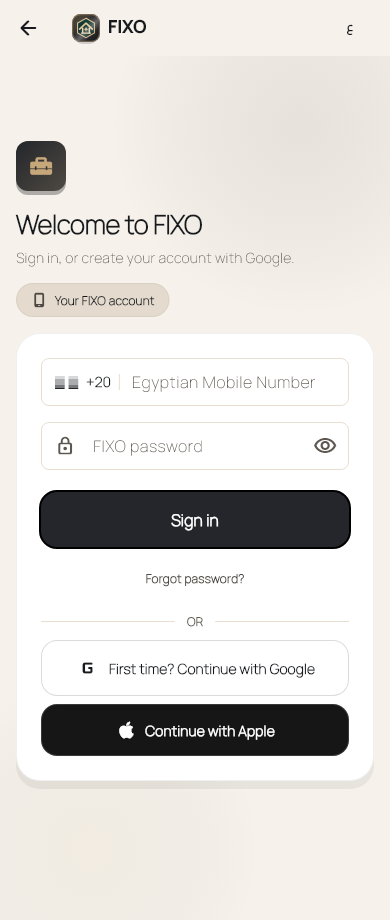 FIXO
ع
Welcome to FIXO
Sign in, or create your account with Google.
Your FIXO account
+20 Egyptian Mobile Number
FIXO password
Sign in
Forgot password?
OR
G First time? Continue with Google
Continue with Apple